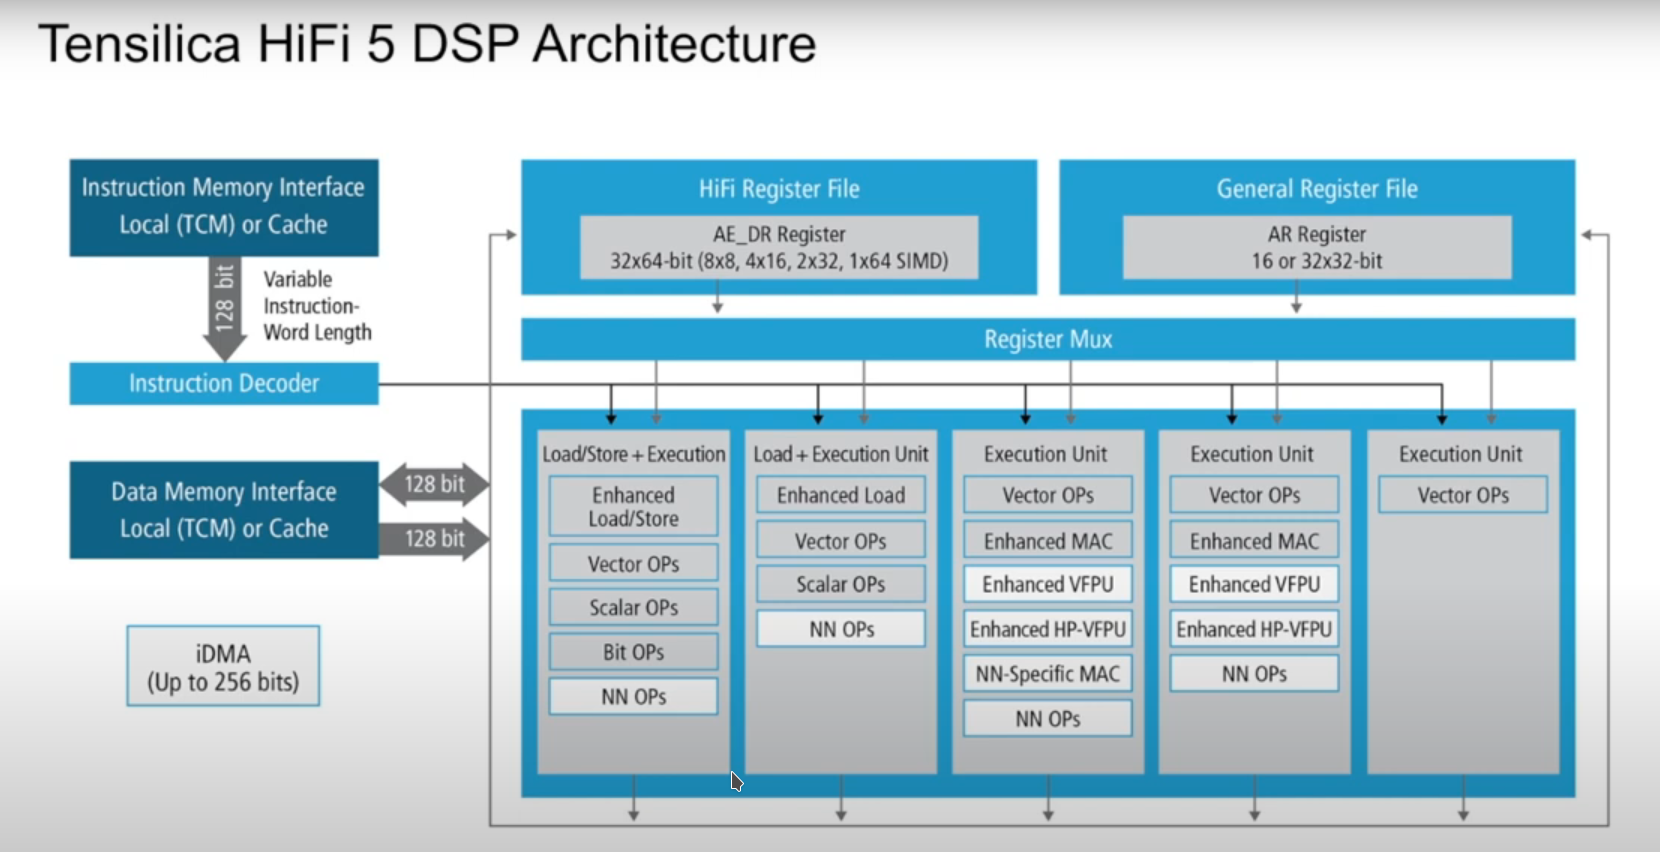 Tensilica HiFi 5 DSP Architecture
Instruction Memory Interface
Local (TCM) or Cache
128 bit
Variable
Instruction-
Word Length
Instruction Decoder
Data Memory Interface
Local (TCM) or Cache
128 bit
128 bit
iDMA
(Up to 256 bits)
HiFi Register File
AE_DR Register
32x64-bit (8x8, 4x16, 2x32, 1x64 SIMD)
General Register File
AR Register
16 or 32x32-bit
Register Mux
Load/Store + Execution
Enhanced
Load/Store
Vector OPs
Scalar OPs
Bit OPs
NN OPs
Load + Execution Unit
Enhanced Load
Vector OPs
Scalar OPs
NN OPs
Execution Unit
Vector OPs
Enhanced MAC
Enhanced VFPU
Enhanced HP-VFPU
NN-Specific MAC
NN OPs
Execution Unit
Vector OPs
Enhanced MAC
Enhanced VFPU
Enhanced HP-VFPU
NN OPs
Execution Unit
Vector OPs